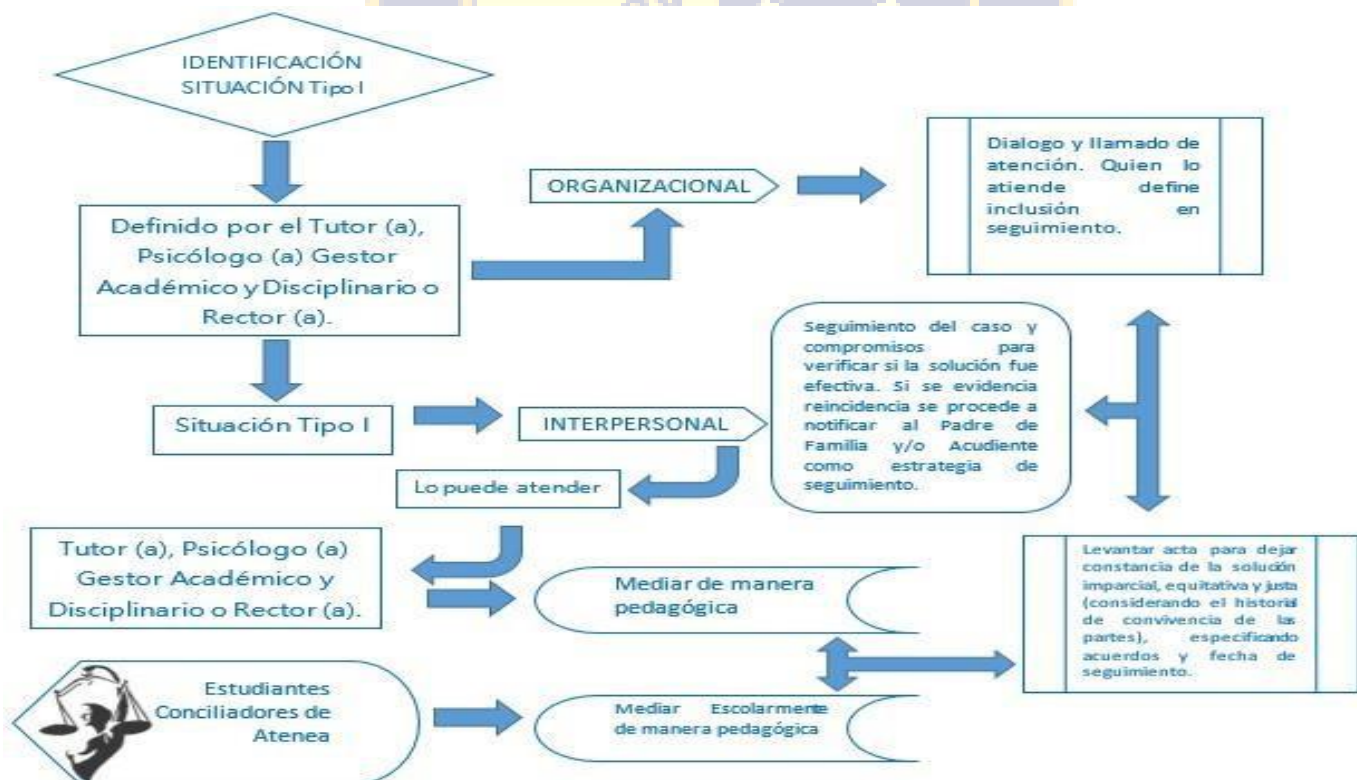 IDENTIFICACIÓN
SITUACIÓN Tipo I
Definido por el Tutor (a),
Psicólogo (a) Gestor
Académico y Disciplinario o
Rector (a).
ORGANIZACIONAL
Dialogo y llamado de
atención. Quien lo
atiende define
inclusión en
seguimiento.
Situación Tipo I
INTERPERSONAL
Seguimiento del caso y
compromisos para
verificar si la solución fue
efectiva. Si se evidencia
reincidencia se procede a
notificar al Padre de
Familia y/o Acudiente
como estrategia de
seguimiento.
Lo puede atender
Tutor (a), Psicólogo (a)
Gestor Académico y
Disciplinario o Rector (a).
Mediar de manera
pedagógica
Levantar acta para dejar
constancia de la solución
imparcial, equitativa y justa
(considerando el historial
de convivencia de las
partes), especificando
acuerdos y fecha de
seguimiento.
Estudiantes
Conciliadores de
Atenea
Mediar Escolarmente
de manera pedagógica